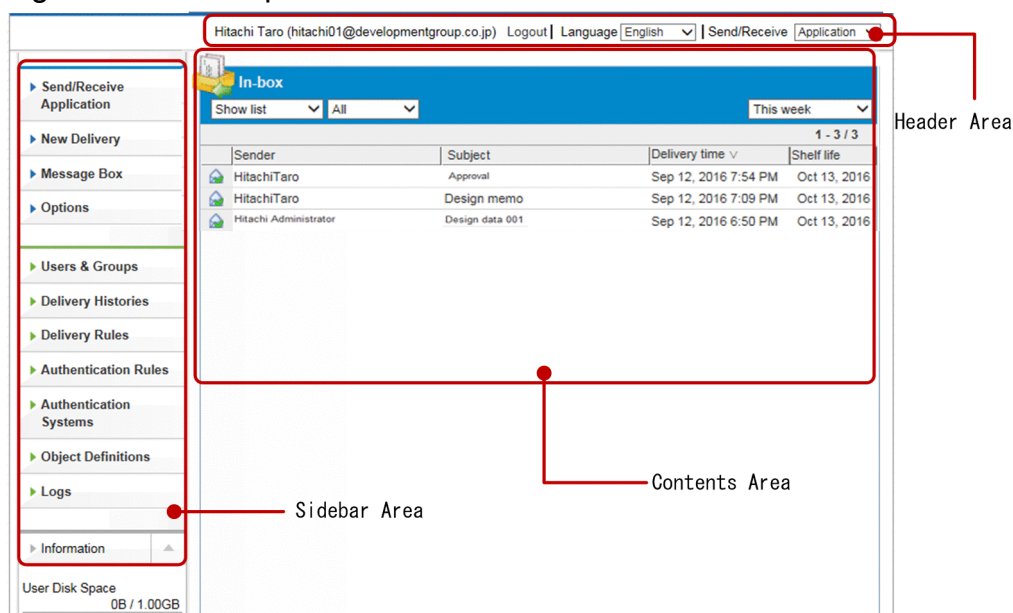 Hitachi Taro (hitachi01@developmentgroup.co.jp) Logout | Language English | Send/Receive Application
Header Area
Send/Receive
Application
New Delivery
Message Box
Options
Users & Groups
Delivery Histories
Delivery Rules
Authentication Rules
Authentication
Systems
Object Definitions
Logs
Information
User Disk Space
0B / 1.00GB
Sidebar Area
In-box
Show list All This week
1 - 3 / 3
Sender Subject Delivery time Shelf life
HitachiTaro Approval Sep 12, 2016 7:54 PM Oct 13, 2016
HitachiTaro Design memo Sep 12, 2016 7:09 PM Oct 13, 2016
Hitachi Administrator Design data 001 Sep 12, 2016 6:50 PM Oct 13, 2016
Contents Area